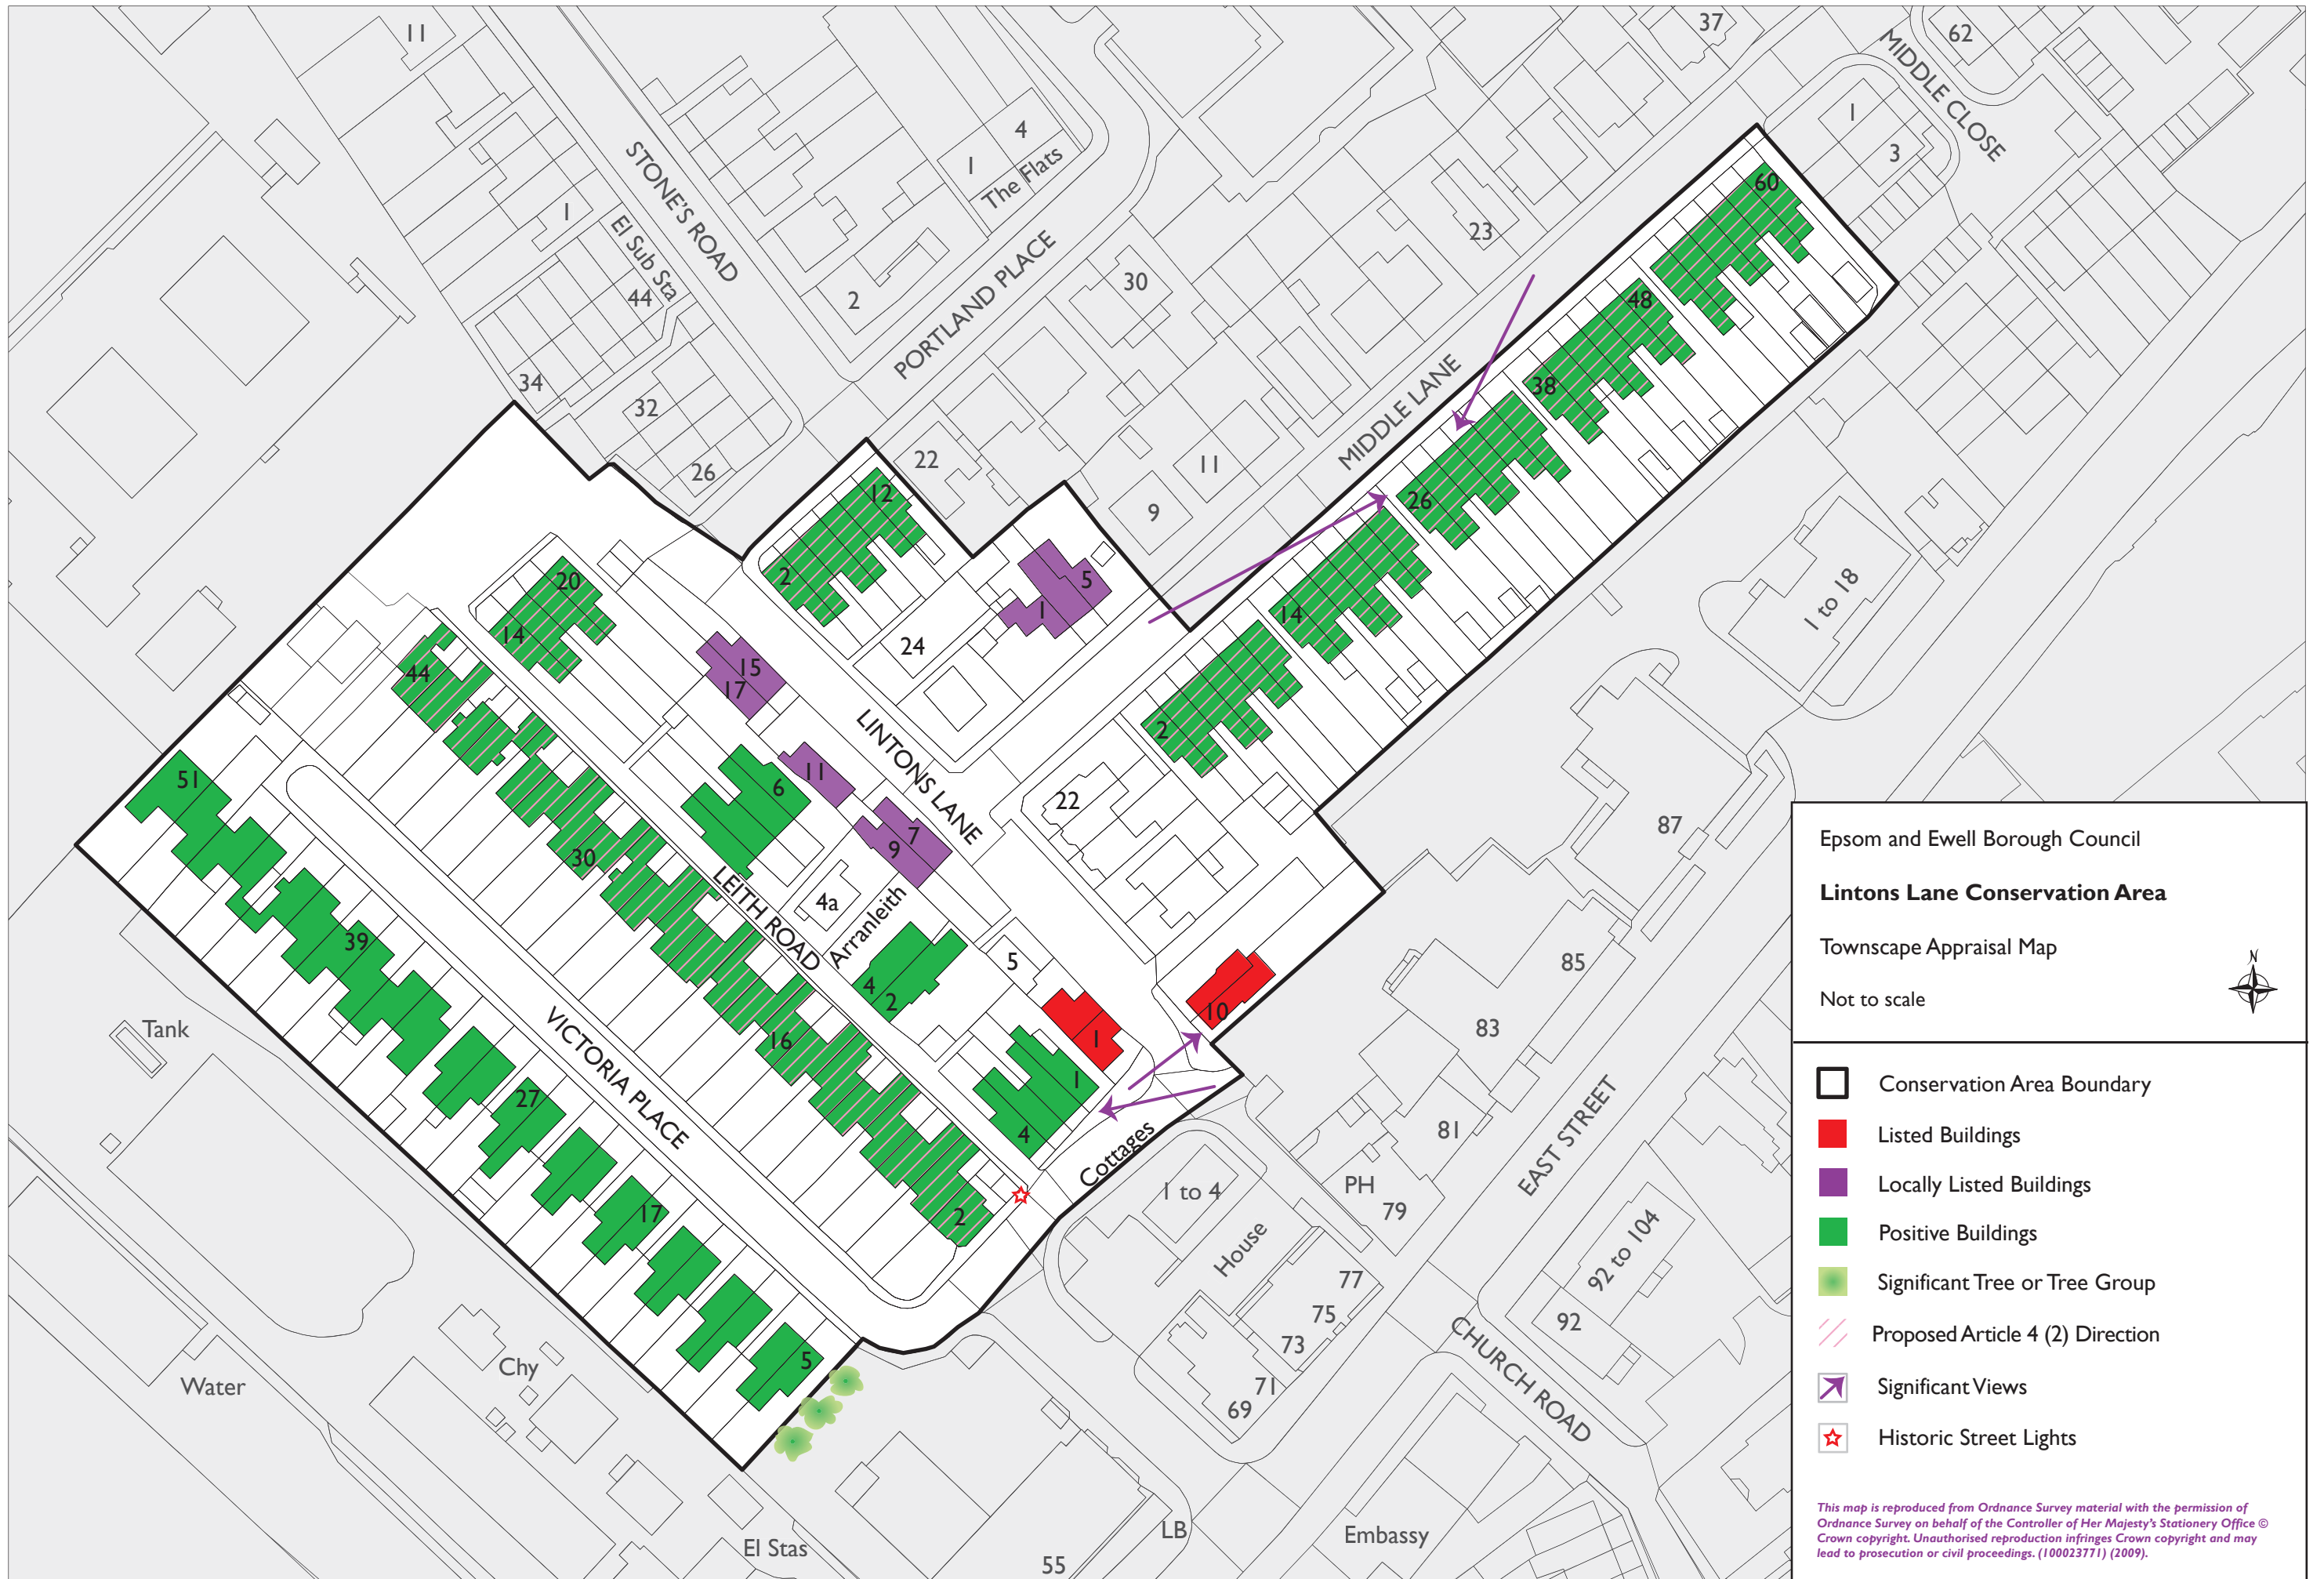 11
37
62
MIDDLE CLOSE
1
3
4
1
The Flats
STONE'S ROAD
1
El Sub Sta
44
2
PORTLAND PLACE
30
23
60
34
32
26
22
11
9
MIDDLE LANE
48
38
26
14
2
12
2
5
1
24
20
14
44
15
17
LINTONS LANE
1 to 18
51
6
11
7
9
22
87
30
LEITH ROAD
4a
Arranleith
39
4
2
5
10
1
85
83
Tank
VICTORIA PLACE
16
1
4
Cottages
81
EAST STREET
27
17
2
1 to 4
PH
79
House
92 to 104
77
75
73
71
69
92
CHURCH ROAD
5
Chy
Water
El Stas
55
LB
Embassy
Epsom and Ewell Borough Council
Lintons Lane Conservation Area
Townscape Appraisal Map
Not to scale
N
Conservation Area Boundary
Listed Buildings
Locally Listed Buildings
Positive Buildings
Significant Tree or Tree Group
Proposed Article 4 (2) Direction
Significant Views
Historic Street Lights
This map is reproduced from Ordnance Survey material with the permission of
Ordnance Survey on behalf of the Controller of Her Majesty's Stationery Office ©
Crown copyright. Unauthorised reproduction infringes Crown copyright and may
lead to prosecution or civil proceedings. (100023771) (2009).